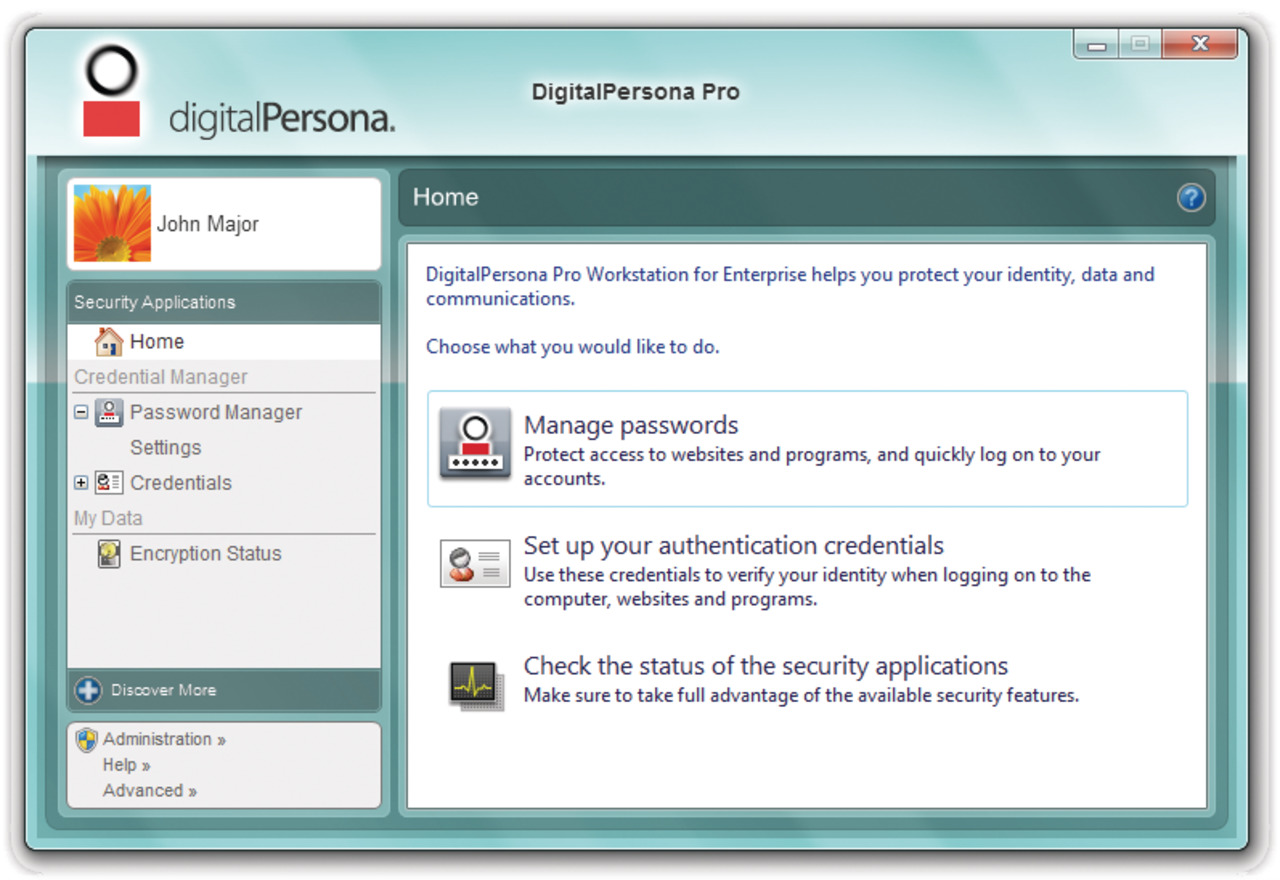 digitalPersona.
DigitalPersona Pro
John Major
Security Applications
Home
Credential Manager
Password Manager
Settings
Credentials
My Data
Encryption Status
Discover More
Administration »
Help »
Advanced »
Home
?
DigitalPersona Pro Workstation for Enterprise helps you protect your identity, data and
communications.
Choose what you would like to do.
Manage passwords
Protect access to websites and programs, and quickly log on to your
accounts.
Set up your authentication credentials
Use these credentials to verify your identity when logging on to the
computer, websites and programs.
Check the status of the security applications
Make sure to take full advantage of the available security features.